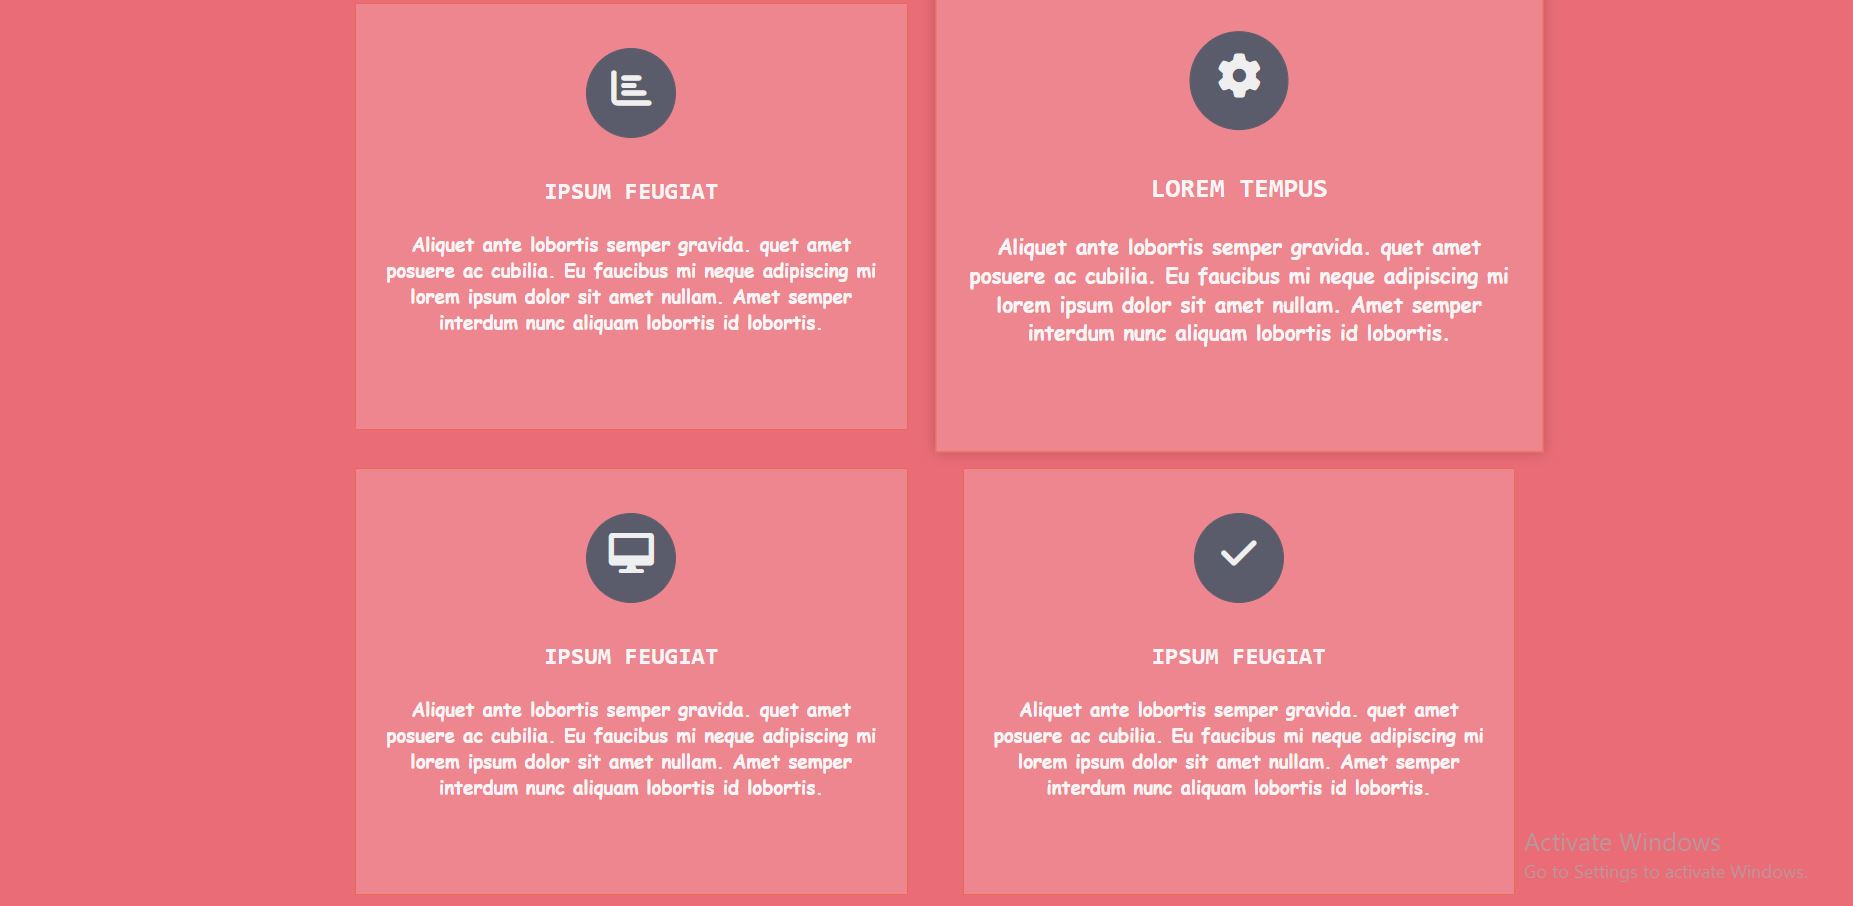 IPSUM FEUGIAT
Aliquet ante lobortis semper gravida. quet amet
posuere ac cubilia. Eu faucibus mi neque adipiscing mi
lorem ipsum dolor sit amet nullam. Amet semper
interdum nunc aliquam lobortis id lobortis.
LOREM TEMPUS
Aliquet ante lobortis semper gravida. quet amet
posuere ac cubilia. Eu faucibus mi neque adipiscing mi
lorem ipsum dolor sit amet nullam. Amet semper
interdum nunc aliquam lobortis id lobortis.
IPSUM FEUGIAT
Aliquet ante lobortis semper gravida. quet amet
posuere ac cubilia. Eu faucibus mi neque adipiscing mi
lorem ipsum dolor sit amet nullam. Amet semper
interdum nunc aliquam lobortis id lobortis.
IPSUM FEUGIAT
Aliquet ante lobortis semper gravida. quet amet
posuere ac cubilia. Eu faucibus mi neque adipiscing mi
lorem ipsum dolor sit amet nullam. Amet semper
interdum nunc aliquam lobortis id lobortis.
Activate Windows
Go to Settings to activate Windows.